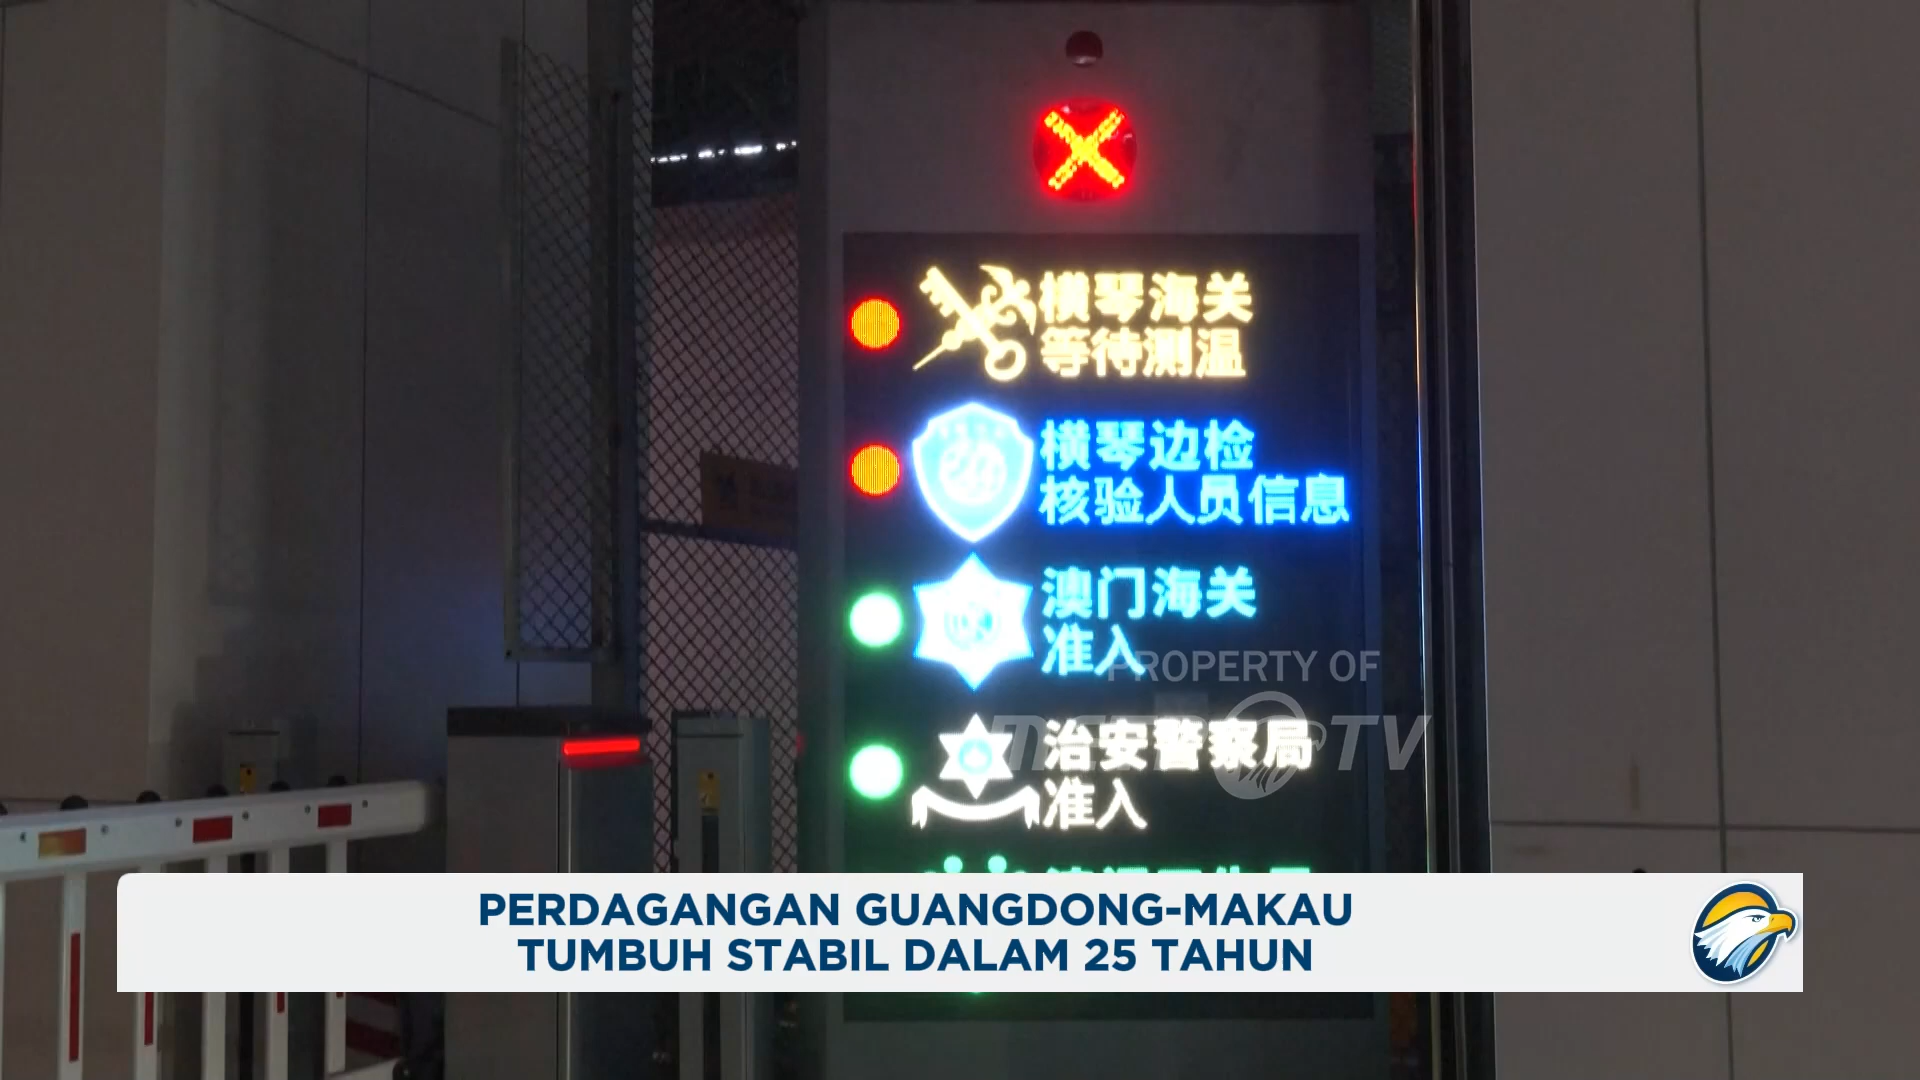 横琴海关
等待测温
横琴边检
核验人员信息
澳门海关
准入
PROPERTY OF
METRO TV
治安警察局
准入
PERDAGANGAN GUANGDONG-MAKAU
TUMBUH STABIL DALAM 25 TAHUN